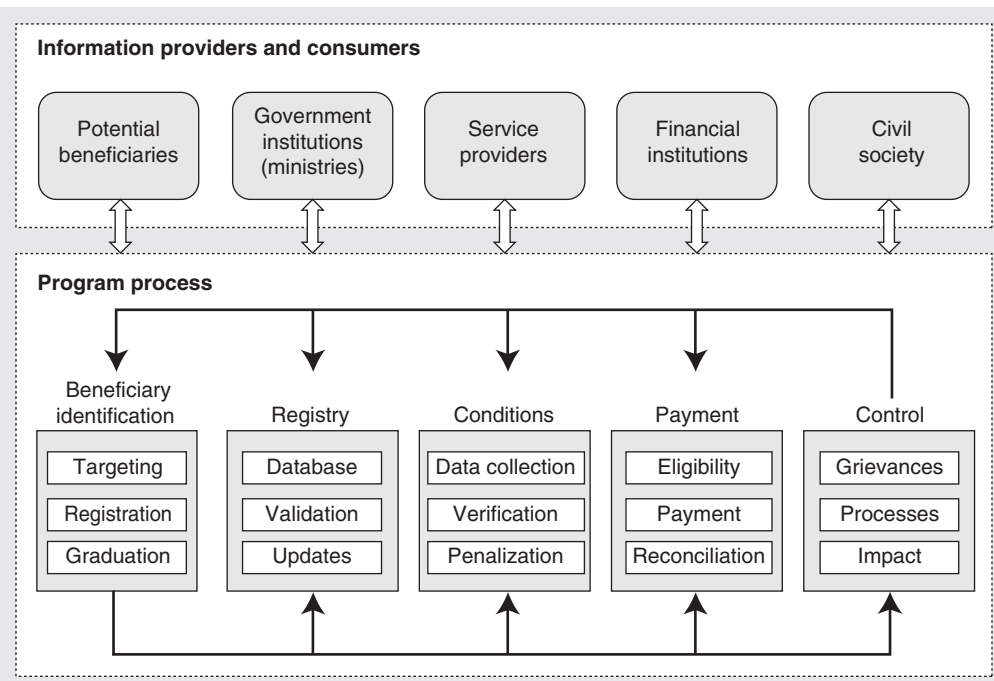 Information providers and consumers
Potential
beneficiaries
Government
institutions
(ministries)
Service
providers
Financial
institutions
Civil
society
Program process
Beneficiary
identification
Registry
Conditions
Payment
Control
Targeting
Registration
Graduation
Database
Validation
Updates
Data collection
Verification
Penalization
Eligibility
Payment
Reconciliation
Grievances
Processes
Impact